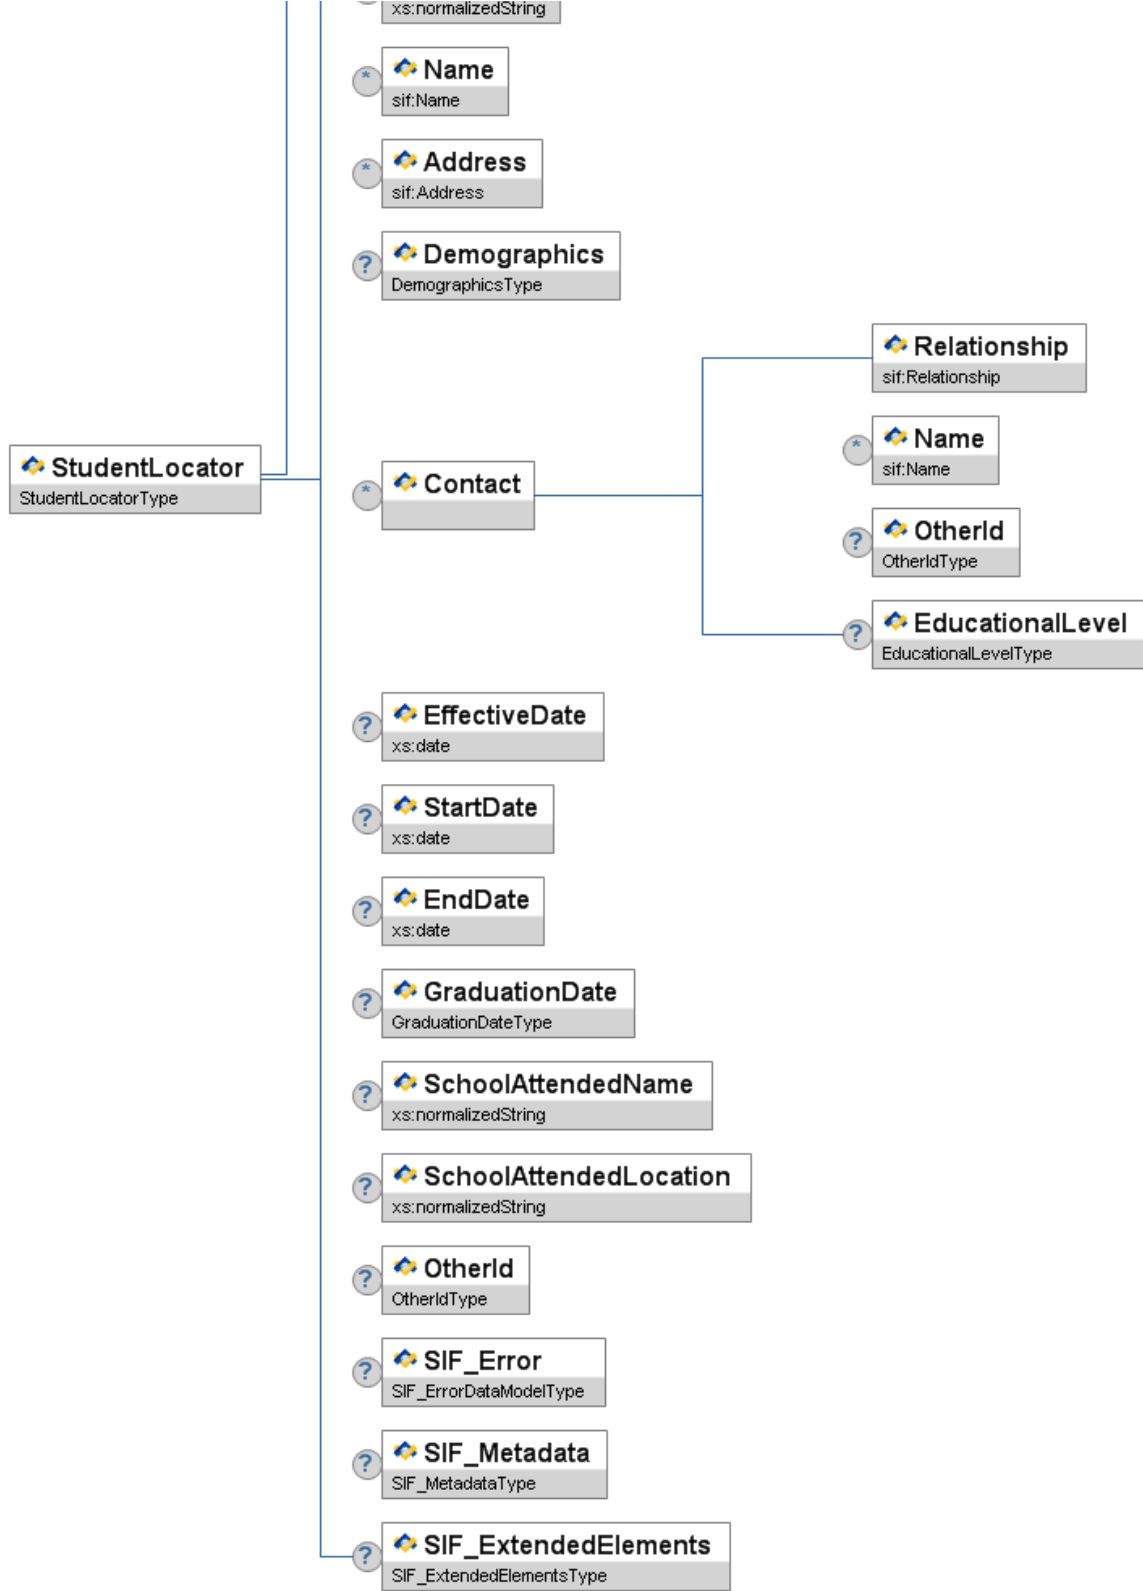 xs:normalizedString
* Name
sif:Name
* Address
sif:Address
? Demographics
DemographicsType
Relationship
sif:Relationship
* Name
sif:Name
StudentLocator
StudentLocatorType
* Contact
? OtherId
OtherIdType
? EducationalLevel
EducationalLevelType
? EffectiveDate
xs:date
? StartDate
xs:date
? EndDate
xs:date
? GraduationDate
GraduationDateType
? SchoolAttendedName
xs:normalizedString
? SchoolAttendedLocation
xs:normalizedString
? OtherId
OtherIdType
? SIF_Error
SIF_ErrorDataModelType
? SIF_Metadata
SIF_MetadataType
? SIF_ExtendedElements
SIF_ExtendedElementsType